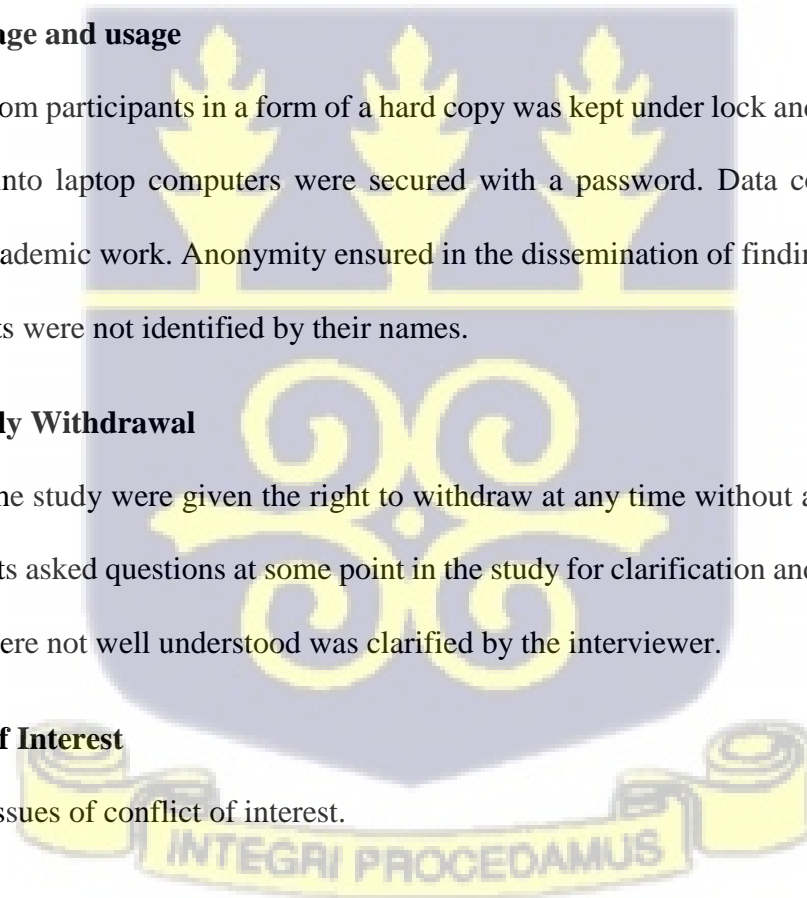 age and usage
om participants in a form of a hard copy was kept under lock and
into laptop computers were secured with a password. Data co
ademic work. Anonymity ensured in the dissemination of findin
ts were not identified by their names.
ly Withdrawal
he study were given the right to withdraw at any time without a
ts asked questions at some point in the study for clarification and
ere not well understood was clarified by the interviewer.
f Interest
ssues of conflict of interest.
INTEGRI PROCEDAMUS